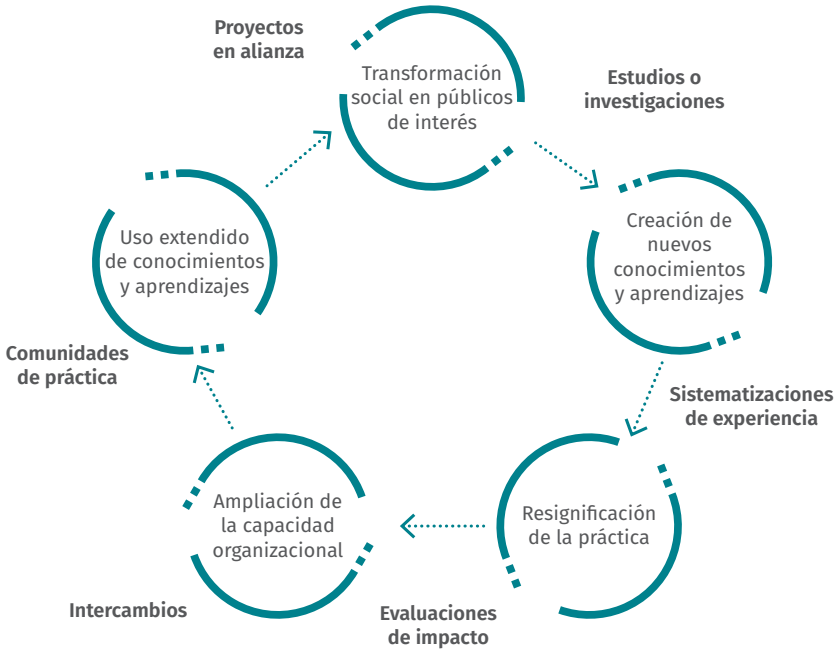 Proyectos
en alianza
Transformación
social en públicos
de interés
Estudios o
investigaciones
Creación de
nuevos
conocimientos
y aprendizajes
Sistematizaciones
de experiencia
Resignificación
de la práctica
Evaluaciones
de impacto
Ampliación de
la capacidad
organizacional
Intercambios
Comunidades
de práctica
Uso extendido
de conocimientos
y aprendizajes